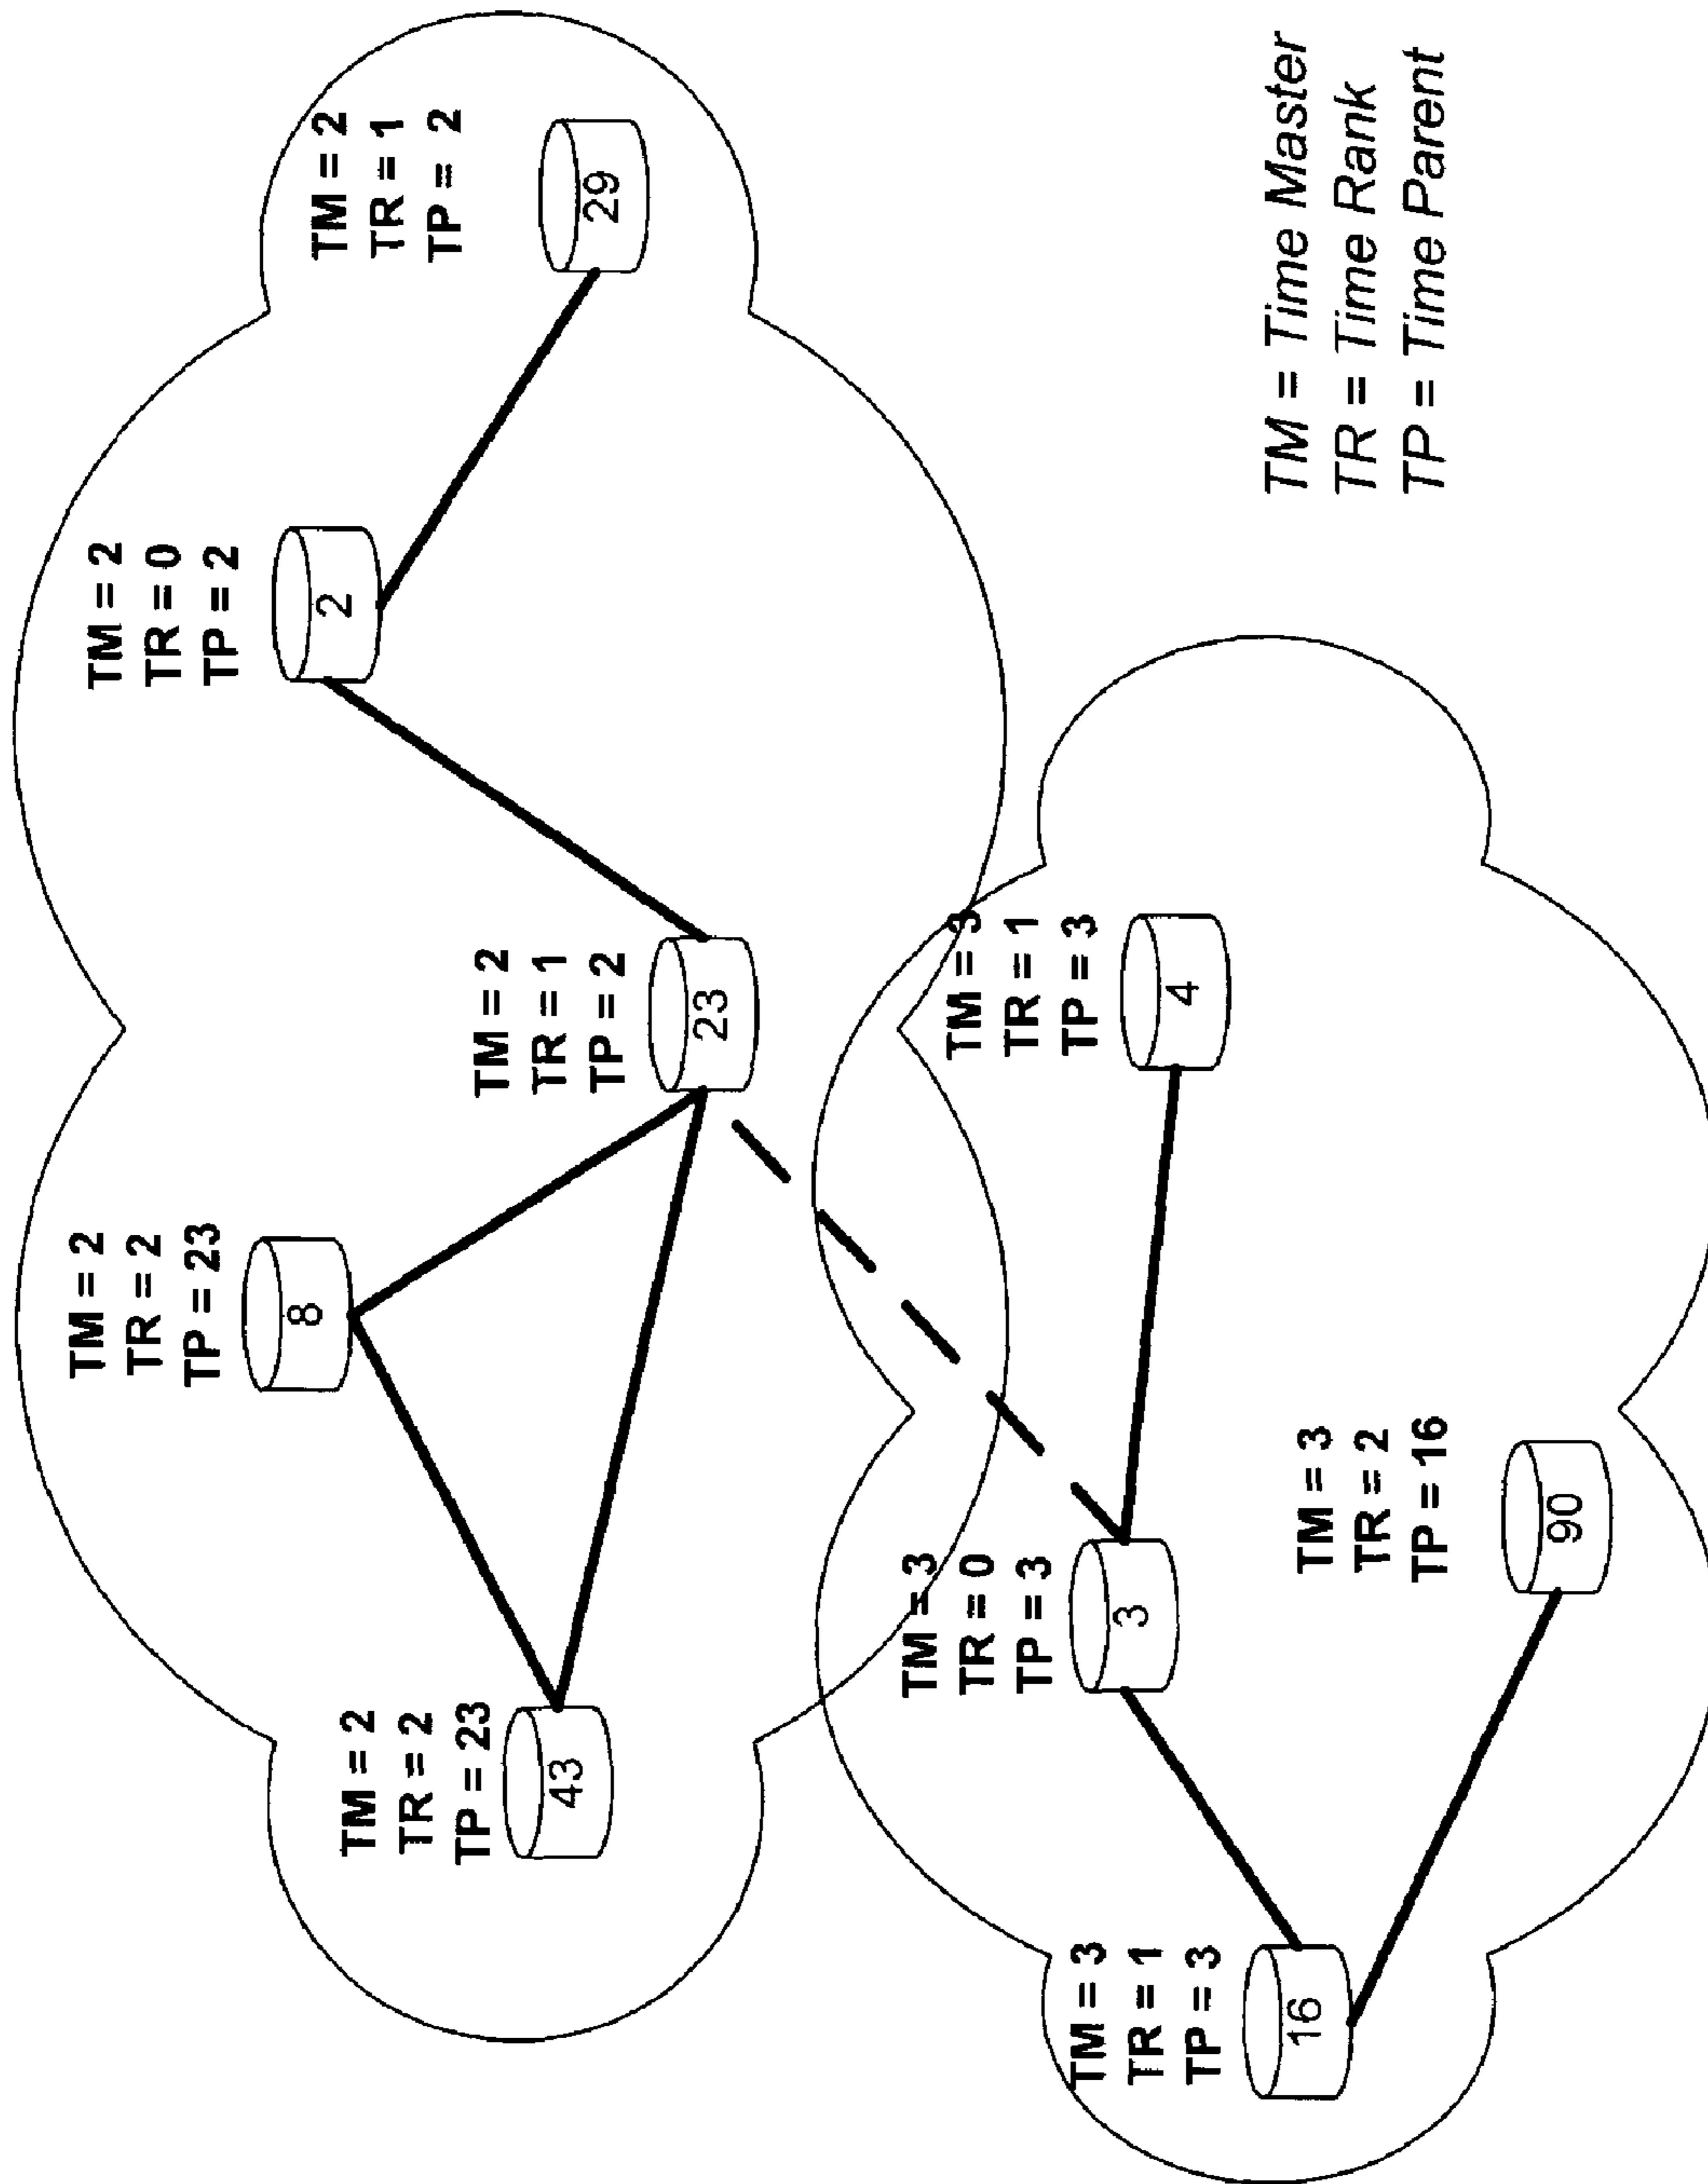 TM = 2
TR = 2
TP = 23
8
TM = 2
TR = 0
TP = 2
2
TM = 2
TR = 2
TP = 23
43
TM = 2
TR = 1
TP = 2
29
TM = 2
TR = 1
TP = 2
23
TM = 3
TR = 0
TP = 3
3
TM = 3
TR = 1
TP = 3
4
TM = 3
TR = 1
TP = 3
16
TM = 3
TR = 2
TP = 16
90
TM = Time Master
TR = Time Rank
TP = Time Parent